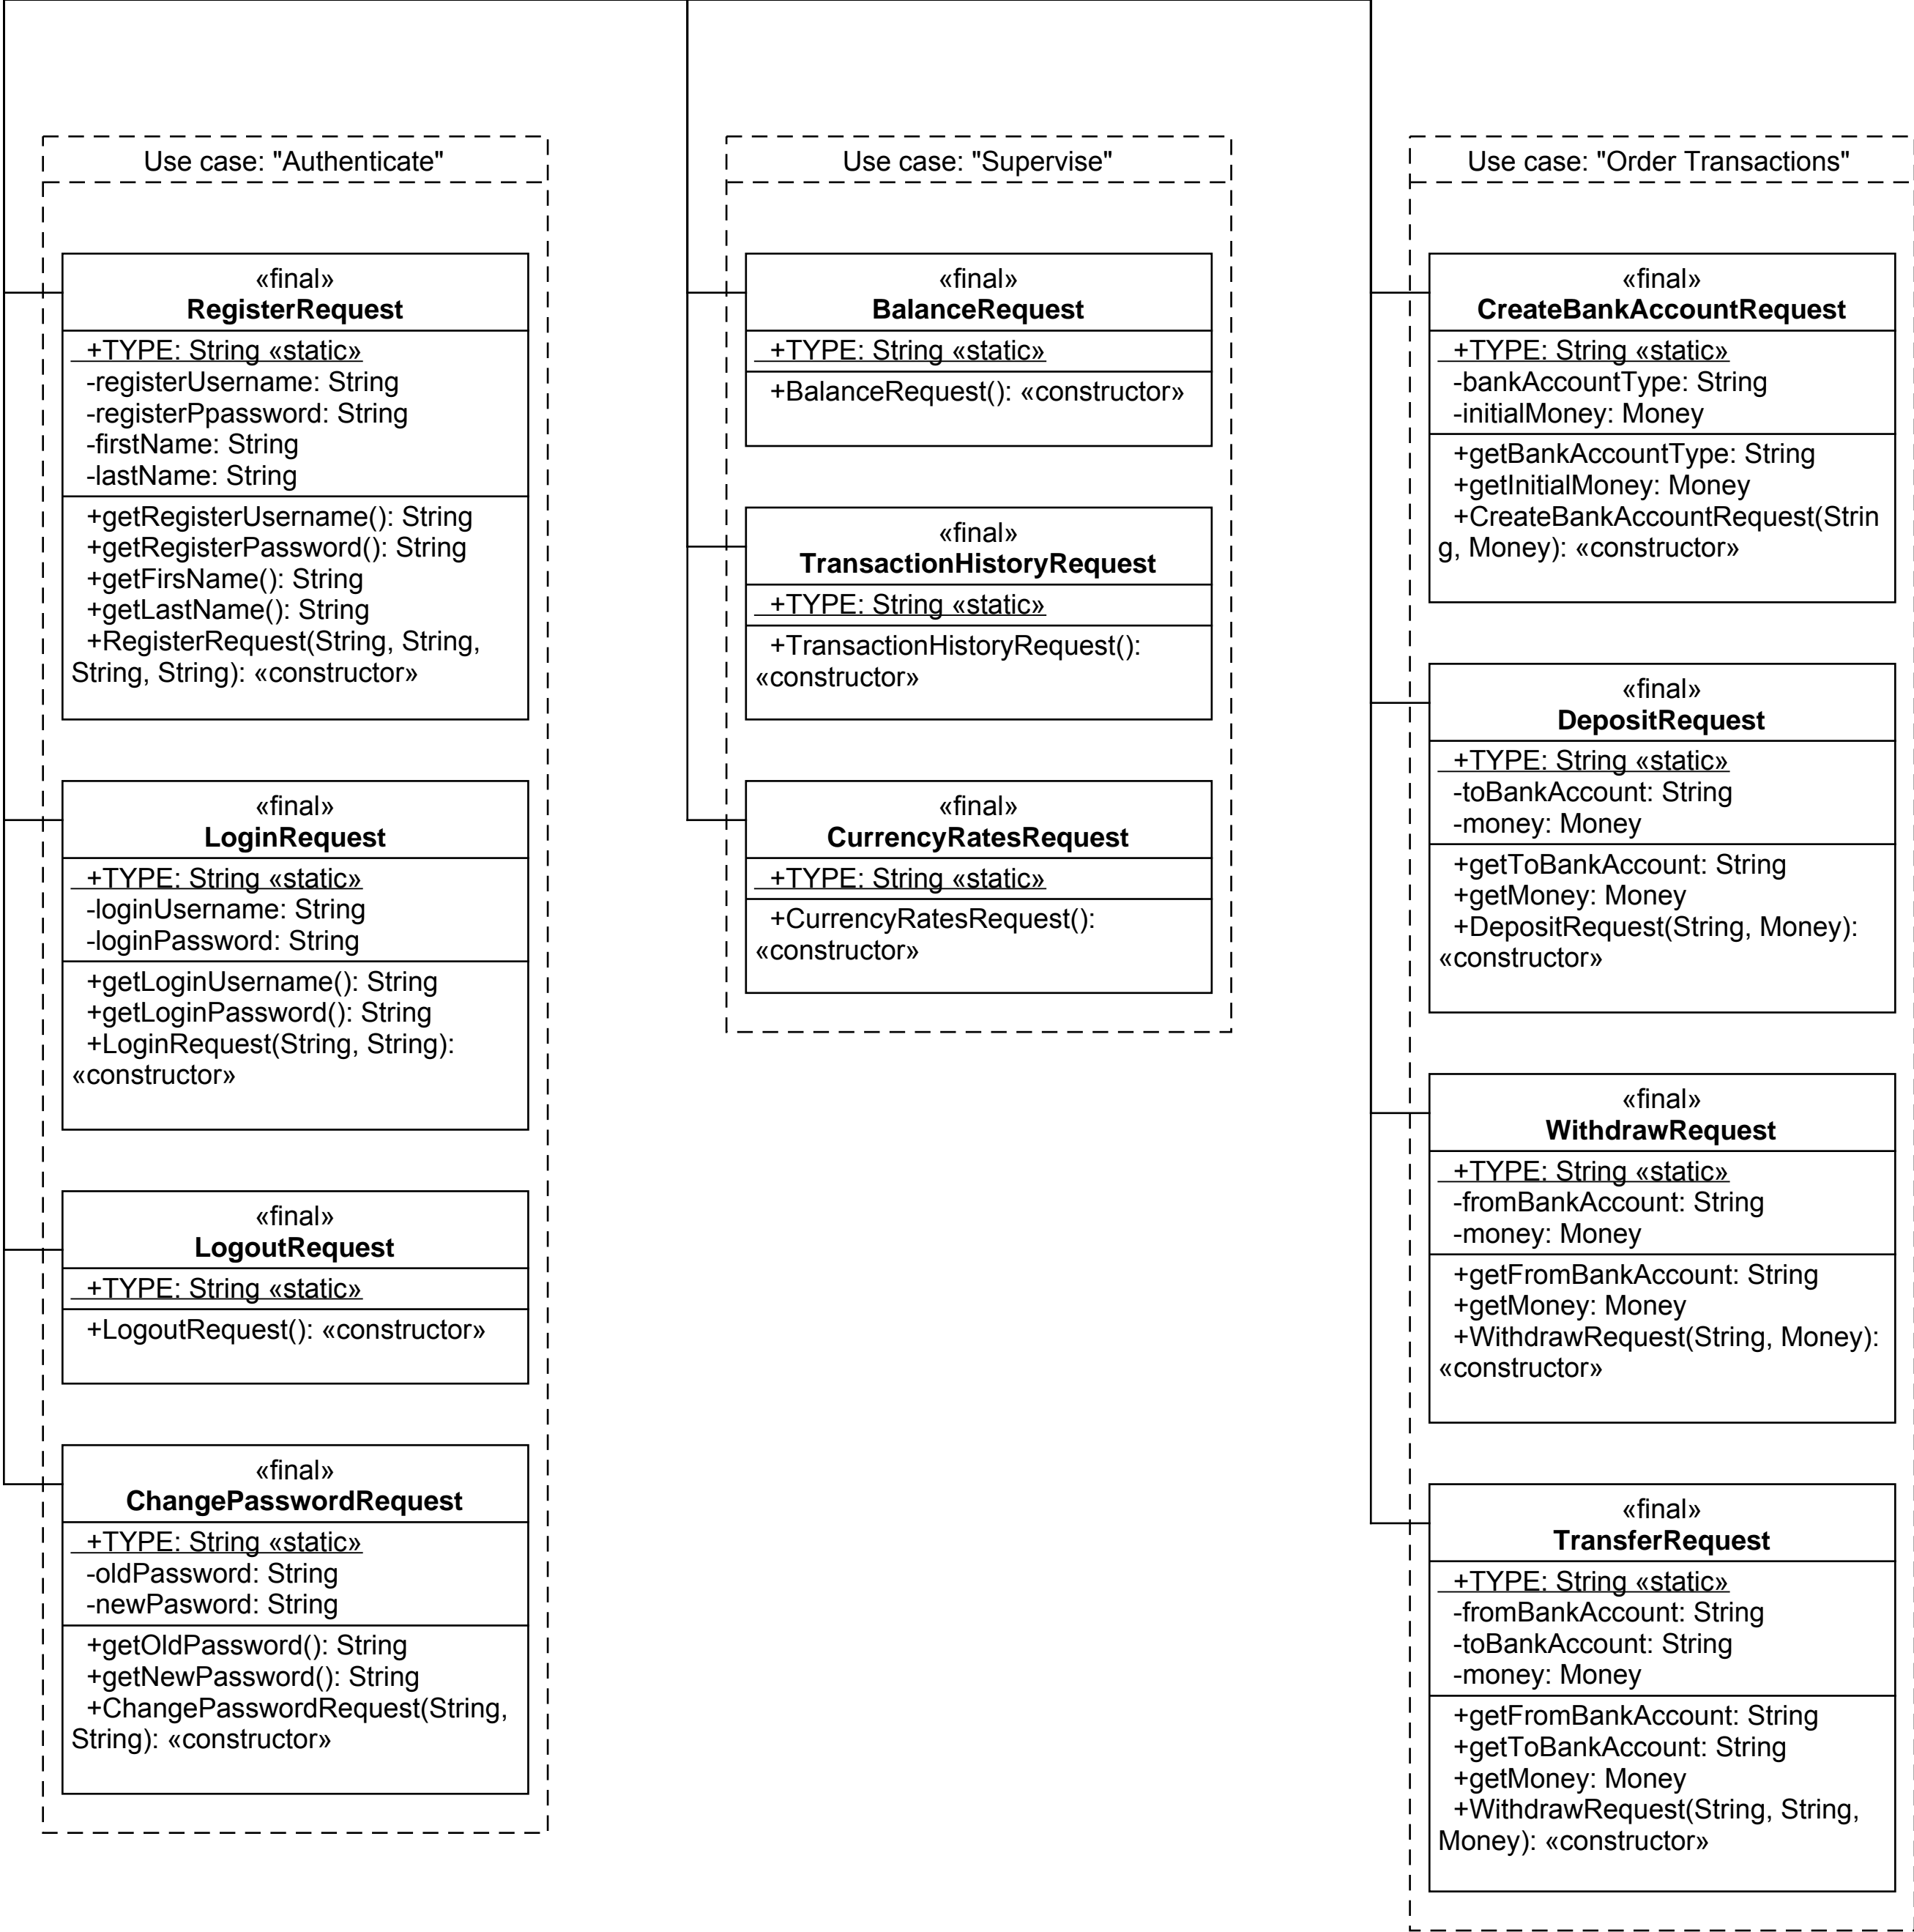 Use case: "Authenticate"
«final»
RegisterRequest
+TYPE: String «static»
-registerUsername: String
-registerPpassword: String
-firstName: String
-lastName: String
+getRegisterUsername(): String
+getRegisterPassword(): String
+getFirsName(): String
+getLastName(): String
+RegisterRequest(String, String,
String, String): «constructor»
«final»
LoginRequest
+TYPE: String «static»
-loginUsername: String
-loginPassword: String
+getLoginUsername(): String
+getLoginPassword(): String
+LoginRequest(String, String):
«constructor»
«final»
LogoutRequest
+TYPE: String «static»
+LogoutRequest(): «constructor»
«final»
ChangePasswordRequest
+TYPE: String «static»
-oldPassword: String
-newPasword: String
+getOldPassword(): String
+getNewPassword(): String
+ChangePasswordRequest(String,
String): «constructor»
Use case: "Supervise"
«final»
BalanceRequest
+TYPE: String «static»
+BalanceRequest(): «constructor»
«final»
TransactionHistoryRequest
+TYPE: String «static»
+TransactionHistoryRequest():
«constructor»
«final»
CurrencyRatesRequest
+TYPE: String «static»
+CurrencyRatesRequest():
«constructor»
Use case: "Order Transactions"
«final»
CreateBankAccountRequest
+TYPE: String «static»
-bankAccountType: String
-initialMoney: Money
+getBankAccountType: String
+getInitialMoney: Money
+CreateBankAccountRequest(Strin
g, Money): «constructor»
«final»
DepositRequest
+TYPE: String «static»
-toBankAccount: String
-money: Money
+getToBankAccount: String
+getMoney: Money
+DepositRequest(String, Money):
«constructor»
«final»
WithdrawRequest
+TYPE: String «static»
-fromBankAccount: String
-money: Money
+getFromBankAccount: String
+getMoney: Money
+WithdrawRequest(String, Money):
«constructor»
«final»
TransferRequest
+TYPE: String «static»
-fromBankAccount: String
-toBankAccount: String
-money: Money
+getFromBankAccount: String
+getToBankAccount: String
+getMoney: Money
+WithdrawRequest(String, String,
Money): «constructor»